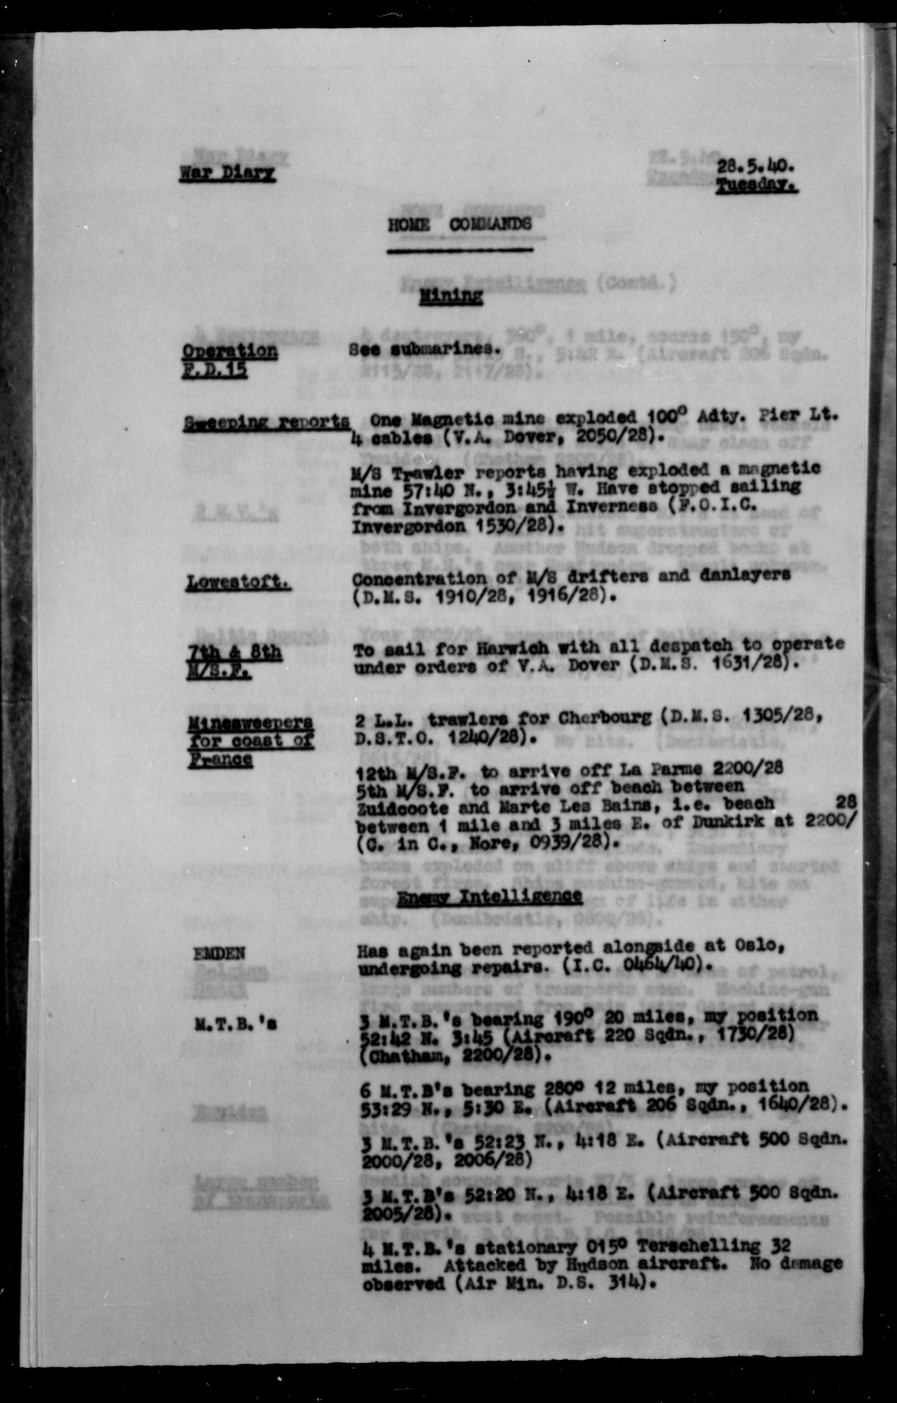 War Diary
28.5.40.
Tuesday.
HOME COMMANDS
Mining
Operation See submarines.
F.D.15
Sweeping reports One Magnetic mine exploded 100° Adty. Pier Lt.
4 cables (V.A. Dover, 2050/28).
M/S Trawler reports having exploded a magnetic
mine 57:40 N., 3:45½ W. Have stopped sailing
from Invergordon and Inverness (F.O.I.C.
Invergordon 1530/28).
Lowestoft. Concentration of M/S drifters and danlayers
(D.M.S. 1910/28, 1916/28).
7th & 8th To sail for Harwich with all despatch to operate
M/S.F. under orders of V.A. Dover (D.M.S. 1631/28).
Minesweepers 2 L.L. trawlers for Cherbourg (D.M.S. 1305/28,
for coast of D.S.T.O. 1240/28).
France
12th M/S.F. to arrive off La Panne 2200/28
5th M/S.F. to arrive off beach between
Zuidcoote and Marte Les Bains, i.e. beach 28
between 1 mile and 3 miles E. of Dunkirk at 2200/
(C. in C., Nore, 0939/28).
Enemy Intelligence
EMDEN Has again been reported alongside at Oslo,
undergoing repairs. (I.C. 0464/40).
M.T.B.'s 3 M.T.B.'s bearing 190° 20 miles, my position
52:42 N. 3:45 (Aircraft 220 Sqdn., 1730/28)
(Chatham, 2200/28).
6 M.T.B's bearing 280° 12 miles, my position
53:29 N., 5:30 E. (Aircraft 206 Sqdn., 1640/28).
3 M.T.B.'s 52:23 N., 4:18 E. (Aircraft 500 Sqdn.
2000/28, 2006/28)
3 M.T.B's 52:20 N., 4:18 E. (Aircraft 500 Sqdn.
2005/28).
4 M.T.B.'s stationary 015° Terschelling 32
miles. Attacked by Hudson aircraft. No damage
observed (Air Min. D.S. 314).